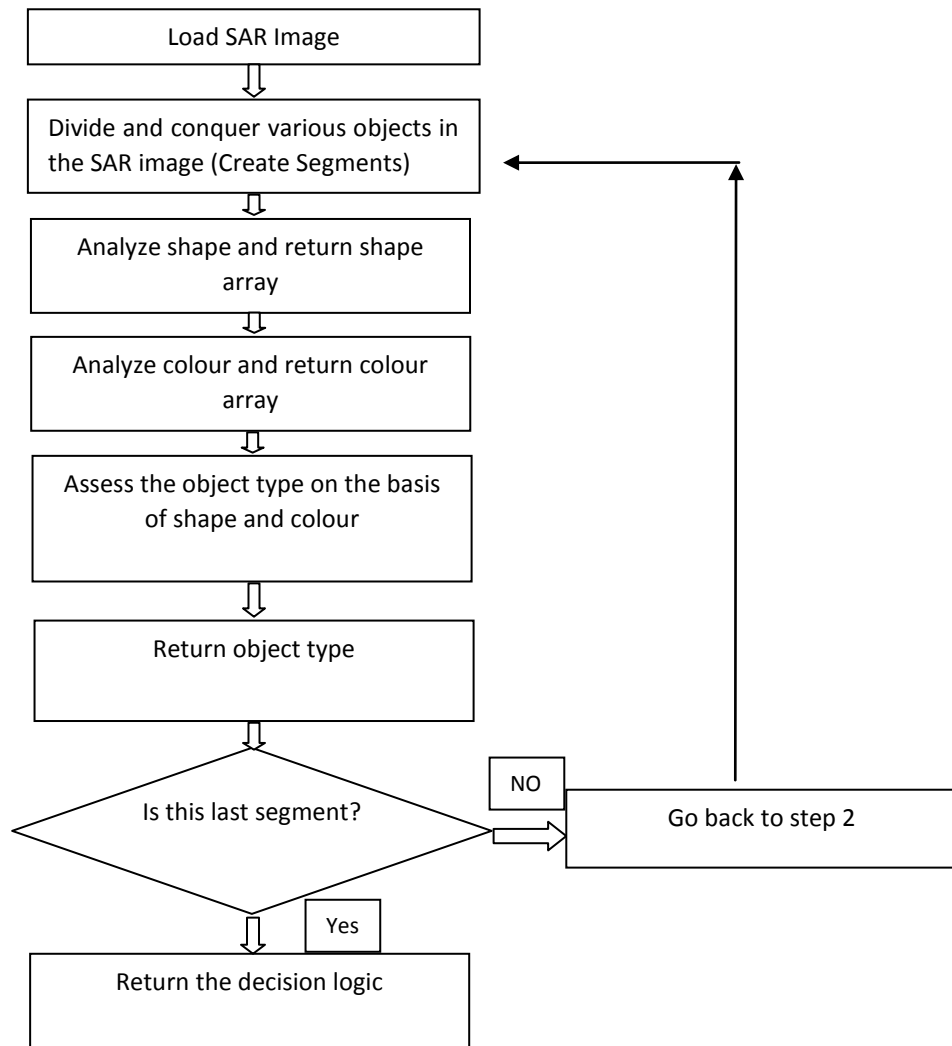 Load SAR Image
Divide and conquer various objects in
the SAR image (Create Segments)
Analyze shape and return shape
array
Analyze colour and return colour
array
Assess the object type on the basis
of shape and colour
Return object type
Is this last segment?
NO
Go back to step 2
Yes
Return the decision logic